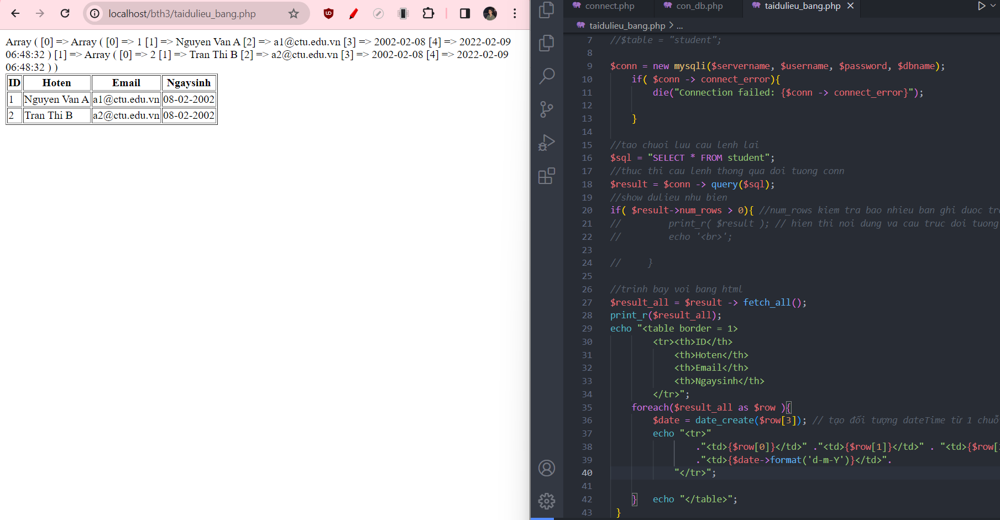 localhost/bth3/taidulieu_bang.php
Array ( [0] => Array ( [0] => 1 [1] => Nguyen Van A [2] => a1@ctu.edu.vn [3] => 2002-02-08 [4] => 2022-02-09
06:48:32 ) [1] => Array ( [0] => 2 [1] => Tran Thi B [2] => a2@ctu.edu.vn [3] => 2002-02-08 [4] => 2022-02-09
06:48:32 ) )
ID Hoten Email Ngaysinh
1 Nguyen Van A a1@ctu.edu.vn 08-02-2002
2 Tran Thi B a2@ctu.edu.vn 08-02-2002
connect.php con_db.php taidulieu_bang.php
taidulieu_bang.php > ...
7 //$table = "student";
8
9 $conn = new mysqli($servername, $username, $password, $dbname);
10 if( $conn -> connect_error){
11 die("Connection failed: {$conn -> connect_error}");
12
13 }
14
15 //tao chuoi luu cau lenh lai
16 $sql = "SELECT * FROM student";
17 //thuc thi cau lenh thong qua doi tuong conn
18 $result = $conn -> query($sql);
19 //show dulieu nhu bien
20 if( $result->num_rows > 0){ //num_rows kiem tra bao nhieu ban ghi duoc tr
21 // print_r( $result ); // hien thi noi dung va cau truc doi tuong
22 // echo '<br>';
23
24 // }
25
26 //trinh bay voi bang html
27 $result_all = $result -> fetch_all();
28 print_r($result_all);
29 echo "<table border = 1>
30 <tr><th>ID</th>
31 <th>Hoten</th>
32 <th>Email</th>
33 <th>Ngaysinh</th>
34 </tr>";
35 foreach($result_all as $row ){
36 $date = date_create($row[3]); // tạo đối tượng dateTime từ 1 chuỗ
37 echo "<tr>"
38 ."<td>{$row[0]}</td>" ."<td>{$row[1]}</td>" . "<td>{$row[
39 ."<td>{$date->format('d-m-Y')}</td>".
40 "</tr>";
41
42 } echo "</table>";
43 }